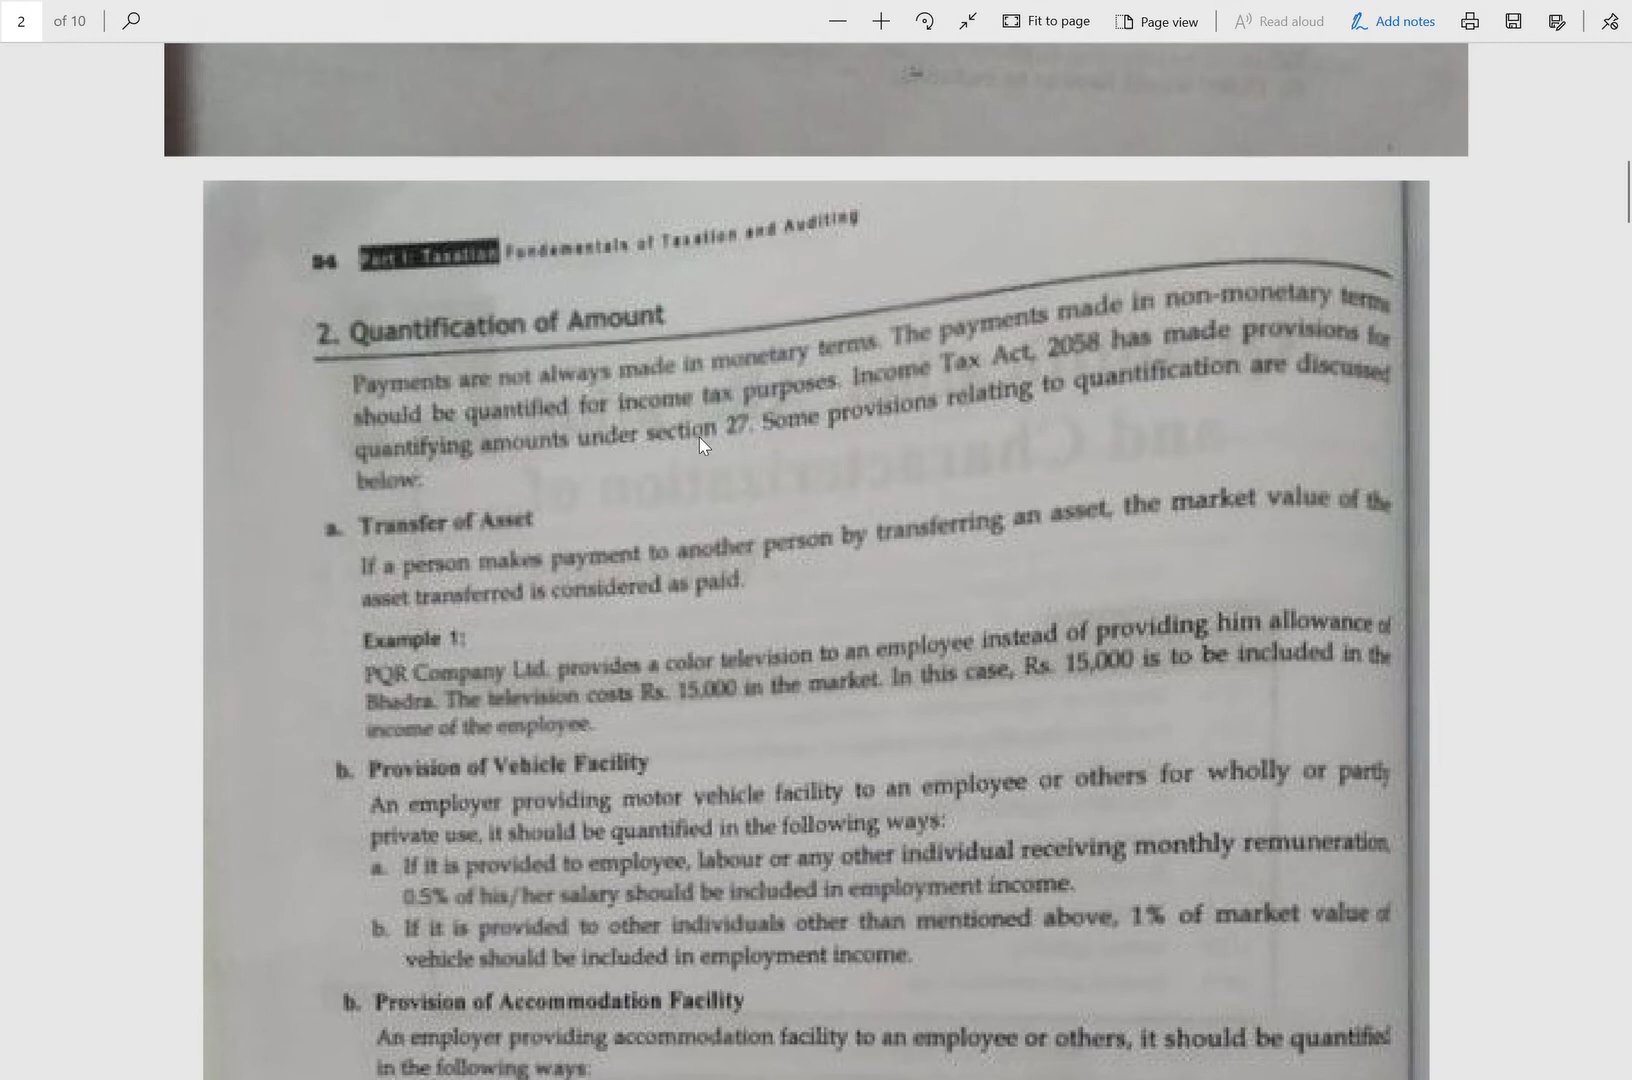 2 of 10 Fit to page Page view Read aloud Add notes
94 Part I: Taxation Fundamentals of Taxation and Auditing
2. Quantification of Amount
Payments are not always made in monetary terms. The payments made in non-monetary terms
should be quantified for income tax purposes. Income Tax Act, 2058 has made provisions for
quantifying amounts under section 27. Some provisions relating to quantification are discussed
below:
a. Transfer of Asset
If a person makes payment to another person by transferring an asset, the market value of the
asset transferred is considered as paid.
Example 1:
PQR Company Ltd. provides a color television to an employee instead of providing him allowance of
Bhadra. The television costs Rs. 15,000 in the market. In this case, Rs. 15,000 is to be included in the
income of the employee.
b. Provision of Vehicle Facility
An employer providing motor vehicle facility to an employee or others for wholly or partly
private use, it should be quantified in the following ways:
a. If it is provided to employee, labour or any other individual receiving monthly remuneration,
0.5% of his/her salary should be included in employment income.
b. If it is provided to other individuals other than mentioned above, 1% of market value of
vehicle should be included in employment income.
b. Provision of Accommodation Facility
An employer providing accommodation facility to an employee or others, it should be quantified
in the following ways: